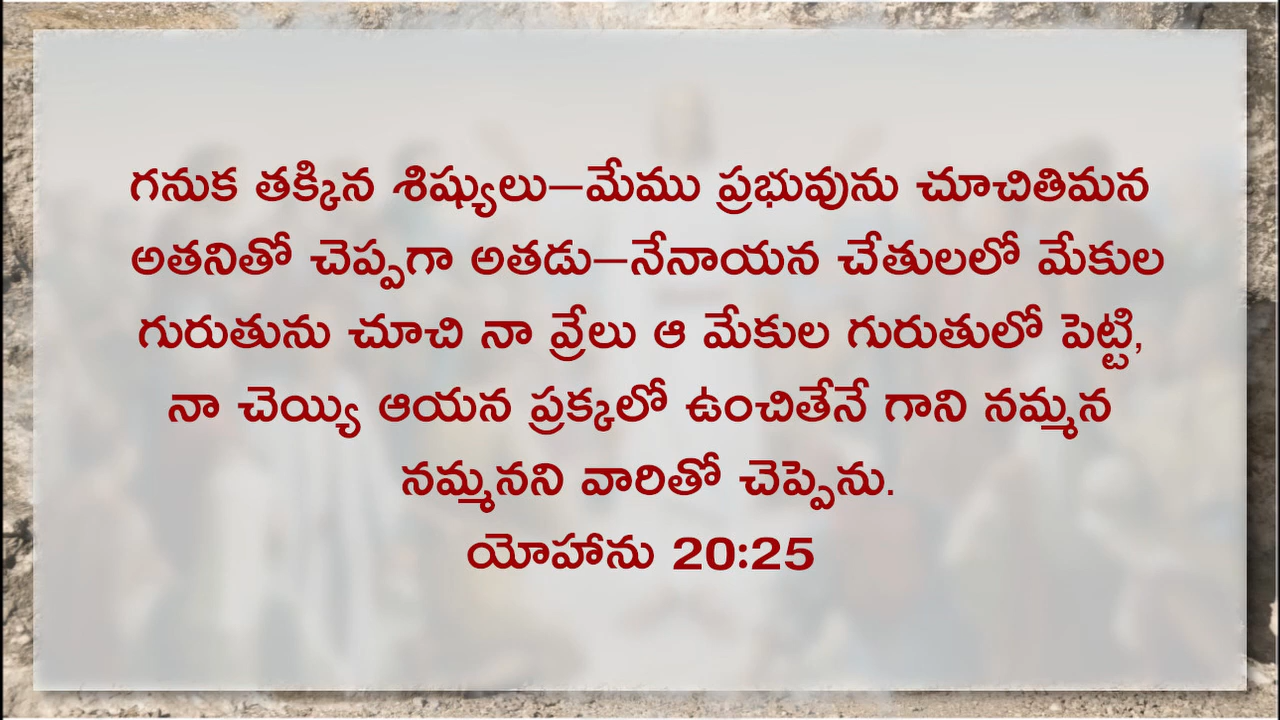 గనుక తక్కిన శిష్యులు–మేము ప్రభువును చూచితిమన
అతనితో చెప్పగా అతడు–నేనాయన చేతులలో మేకుల
గురుతును చూచి నా వ్రేలు ఆ మేకుల గురుతులో పెట్టి,
నా చెయ్యి ఆయన ప్రక్కలో ఉంచితేనే గాని నమ్మన
నమ్మనని వారితో చెప్పెను.
యోహాను 20:25